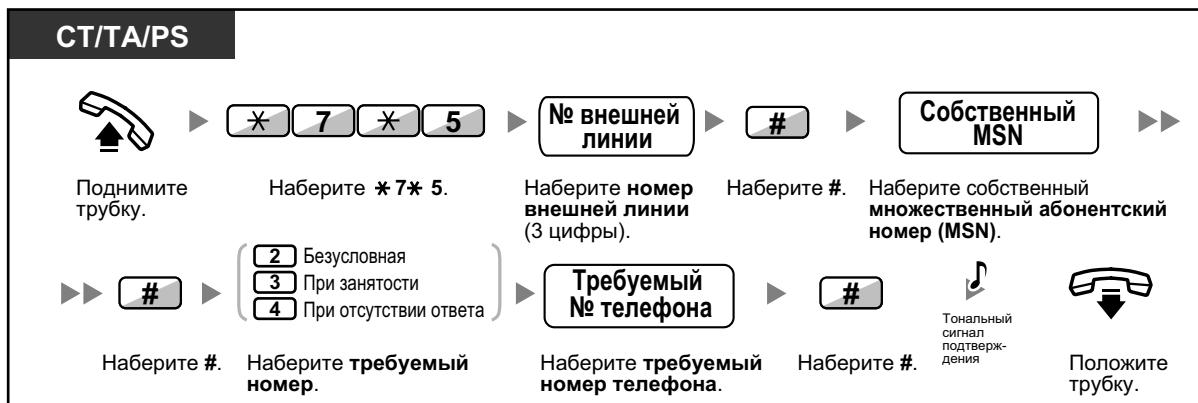 CT/TA/PS
* 7 * 5
№ внешней
линии
#
Собственный
MSN
Поднимите
трубку.
Наберите * 7* 5.
Наберите номер
внешней линии
(3 цифры).
Наберите #.
Наберите собственный
множественный абонентский
номер (MSN).
#
2 Безусловная
3 При занятости
4 При отсутствии ответа
Требуемый
№ телефона
#
Тональный
сигнал
подтверж-
дения
Наберите #.
Наберите требуемый
номер.
Наберите требуемый
номер телефона.
Наберите #.
Положите
трубку.